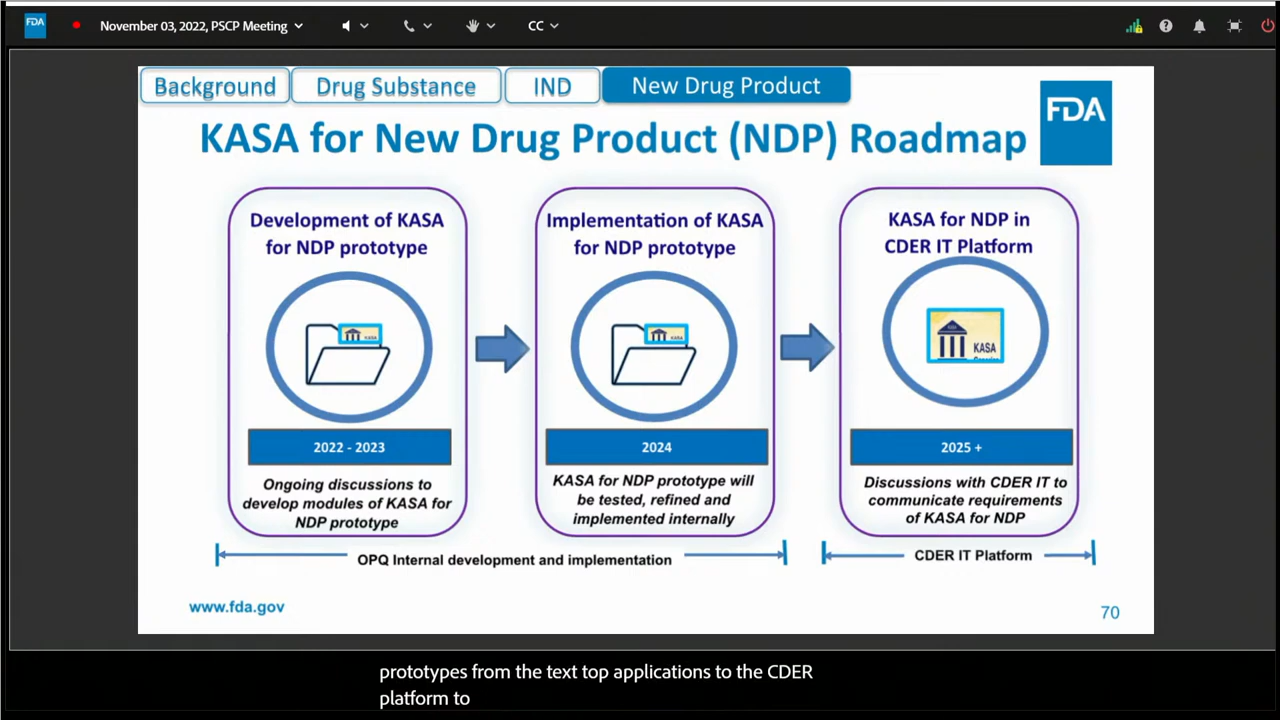 FDA
November 03, 2022, PSCP Meeting
CC
Background
Drug Substance
IND
New Drug Product
KASA for New Drug Product (NDP) Roadmap
FDA
Development of KASA
for NDP prototype
KASA
2022 - 2023
Ongoing discussions to
develop modules of KASA for
NDP prototype
Implementation of KASA
for NDP prototype
KASA
2024
KASA for NDP prototype will
be tested, refined and
implemented internally
KASA for NDP in
CDER IT Platform
KASA
2025 +
Discussions with CDER IT to
communicate requirements
of KASA for NDP
OPQ Internal development and implementation
CDER IT Platform
www.fda.gov
70
prototypes from the text top applications to the CDER
platform to